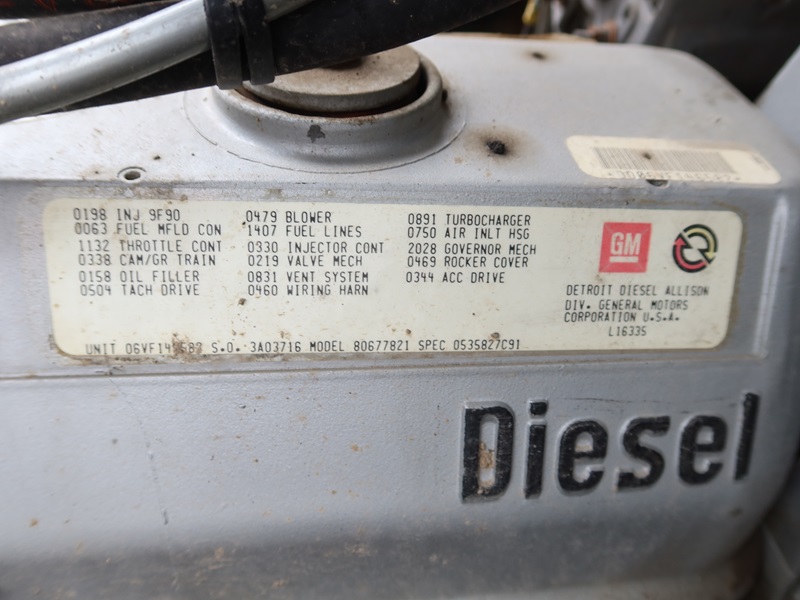 0198 INJ 9F90
0063 FUEL MFLD CON
1132 THROTTLE CONT
0338 CAM/GR TRAIN
0158 OIL FILLER
0504 TACH DRIVE
0479 BLOWER
1407 FUEL LINES
0330 INJECTOR CONT
0219 VALVE MECH
0831 VENT SYSTEM
0460 WIRING HARN
0891 TURBOCHARGER
0750 AIR INLT HSG
2028 GOVERNOR MECH
0469 ROCKER COVER
0344 ACC DRIVE
GM
DETROIT DIESEL ALLISON
DIV. GENERAL MOTORS
CORPORATION U.S.A.
L16335
UNIT S.O. 3A03716 MODEL 80677821 SPEC 0535827C91
Diesel